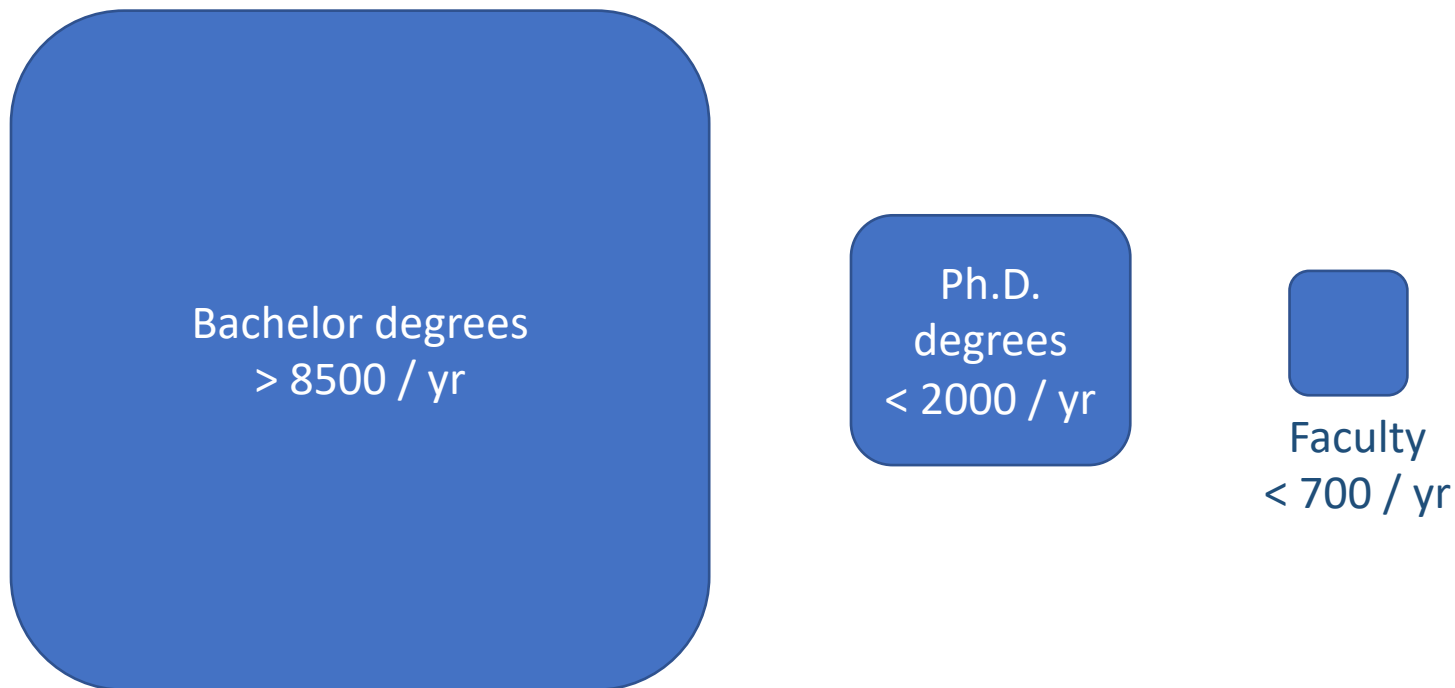 Bachelor degrees
> 8500 / yr
Ph.D.
degrees
< 2000 / yr
Faculty
< 700 / yr